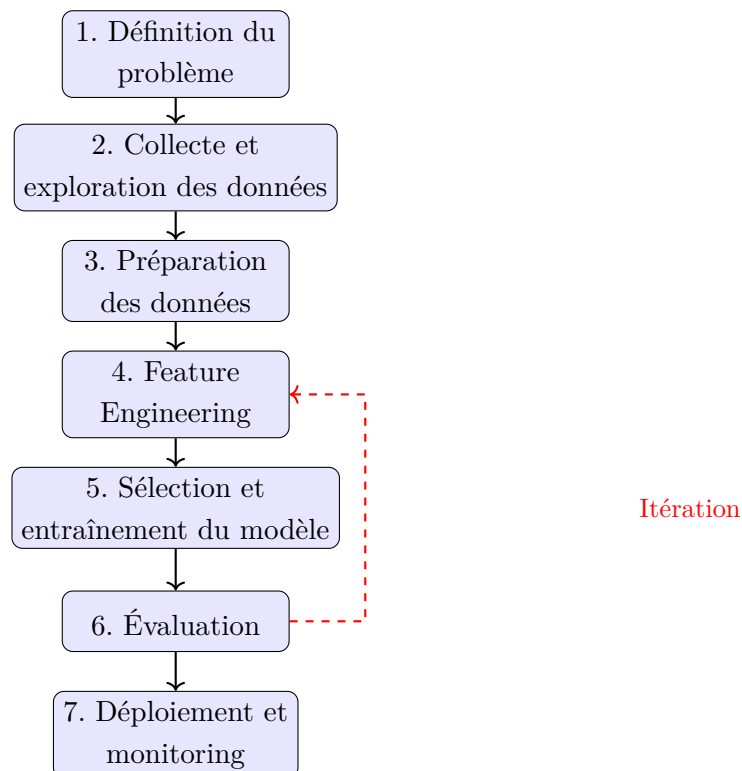 1. Définition du
problème
2. Collecte et
exploration des données
3. Préparation
des données
4. Feature
Engineering
5. Sélection et
entraînement du modèle
Itération
6. Évaluation
7. Déploiement et
monitoring